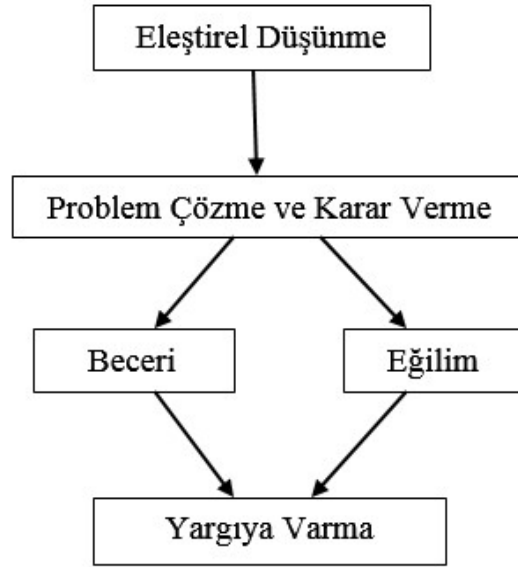 Eleştirel Düşünme
Problem Çözme ve Karar Verme
Beceri
Eğilim
Yargıya Varma